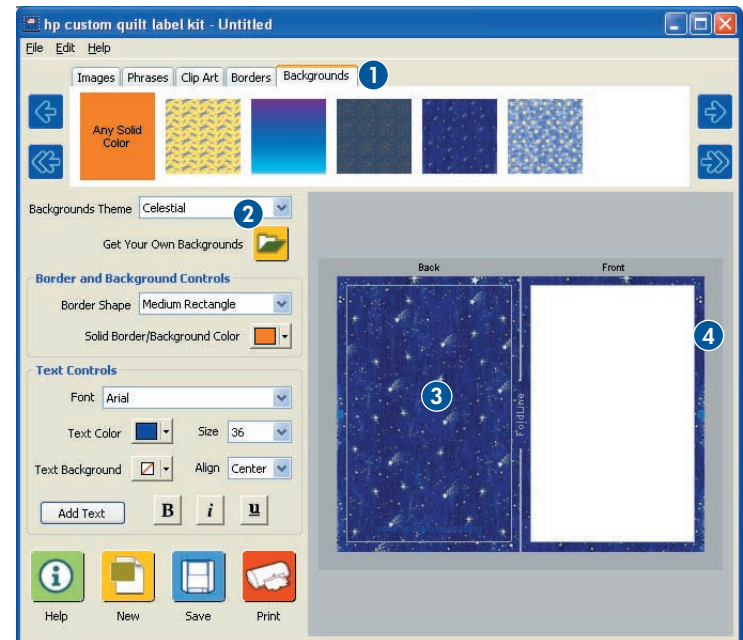 hp custom quilt label kit - Untitled
File Edit Help
Images Phrases Clip Art Borders Backgrounds 1
Any Solid
Color
Backgrounds Theme Celestial 2
Get Your Own Backgrounds
Border and Background Controls
Border Shape Medium Rectangle
Solid Border/Background Color
Text Controls
Font Arial
Text Color Size 36
Text Background Align Center
Add Text B i u
Help New Save Print
Back Front
3
4
FoldLine